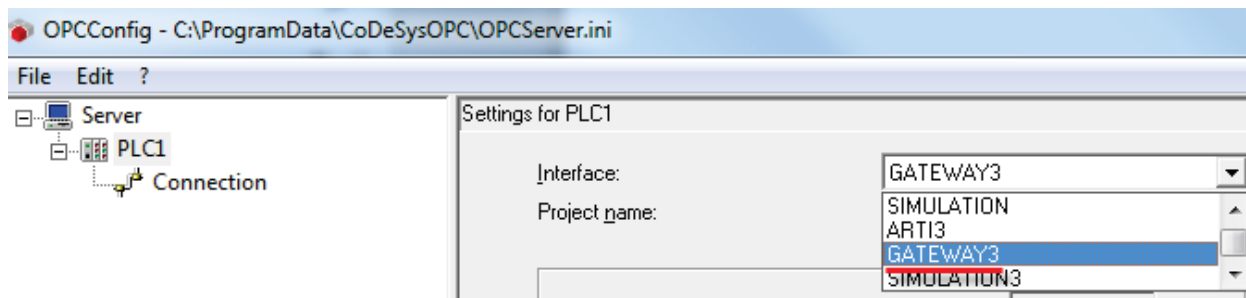 OPCConfig - C:\ProgramData\CoDeSysOPC\OPCServer.ini
File Edit ?
Server
PLC1
Connection
Settings for PLC1
Interface: GATEWAY3
Project name:
SIMULATION
ARTI3
GATEWAY3
SIMULATION3